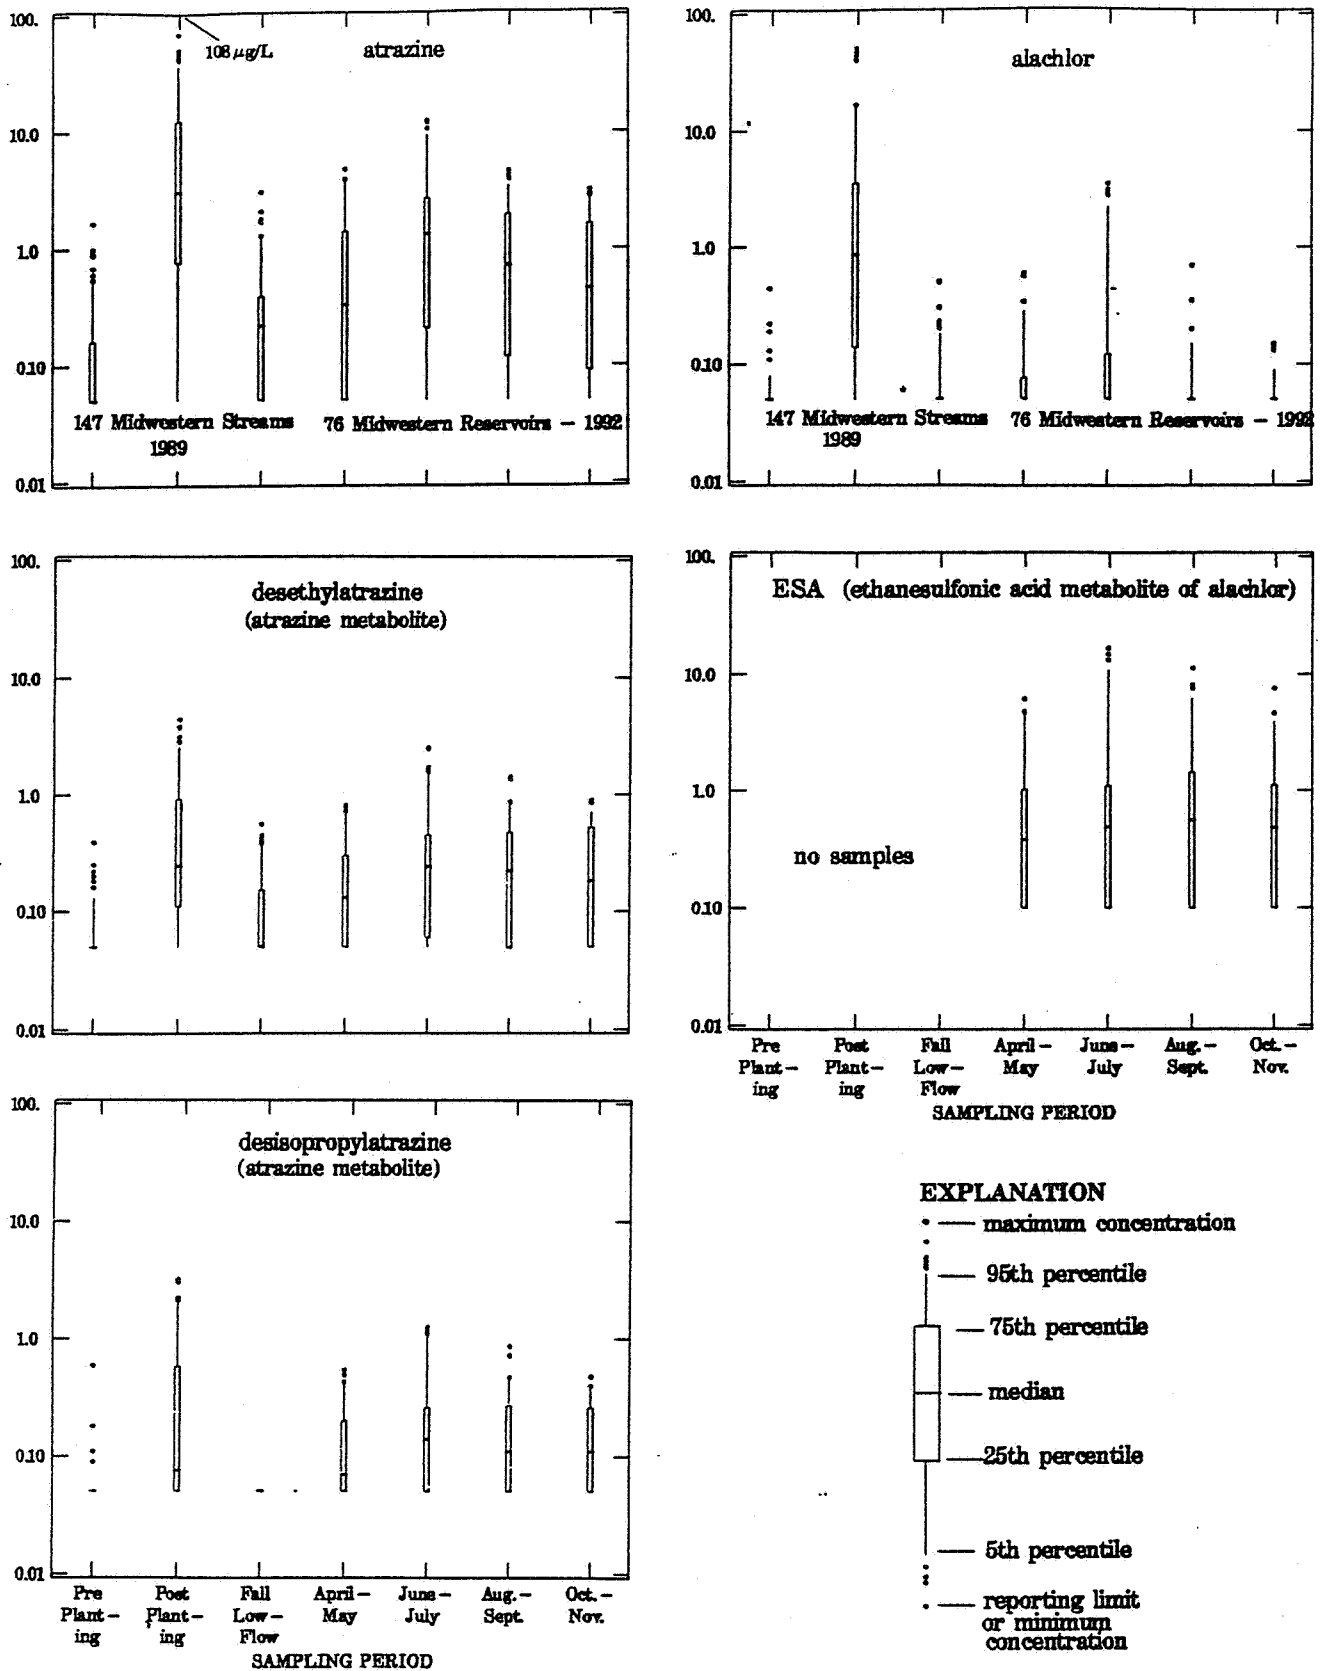 100.
10.0
1.0
0.10
0.01
108 µg/L
atrazine
147 Midwestern Streams
1989
76 Midwestern Reservoirs – 1992
100.
10.0
1.0
0.10
0.01
alachlor
147 Midwestern Streams
1989
76 Midwestern Reservoirs – 1992
100.
10.0
1.0
0.10
0.01
desethylatrazine
(atrazine metabolite)
100.
10.0
1.0
0.10
0.01
ESA (ethanesulfonic acid metabolite of alachlor)
no samples
Pre Post Fall April– June– Aug.– Oct.–
Plant– Plant– Low– May July Sept. Nov.
ing ing Flow
SAMPLING PERIOD
100.
10.0
1.0
0.10
0.01
desisopropylatrazine
(atrazine metabolite)
Pre Post Fall April– June– Aug.– Oct.–
Plant– Plant– Low– May July Sept. Nov.
ing ing Flow
SAMPLING PERIOD
EXPLANATION
maximum concentration
95th percentile
75th percentile
median
25th percentile
5th percentile
reporting limit
or minimum
concentration